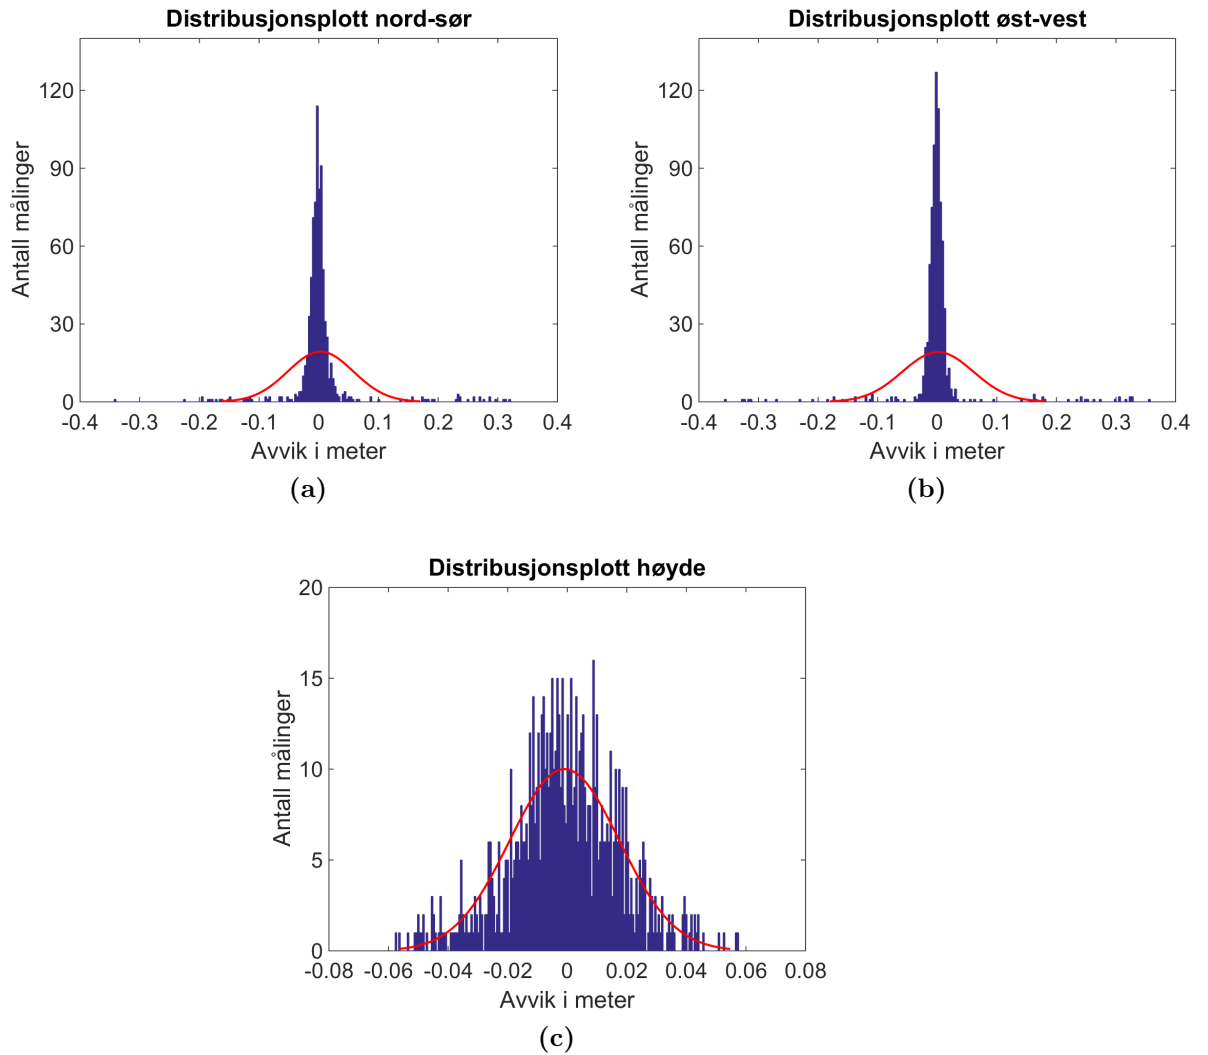 Distribusjonsplott nord-sør
Antall målinger
120
90
60
30
0
-0.4 -0.3 -0.2 -0.1 0 0.1 0.2 0.3 0.4
Avvik i meter
(a)
Distribusjonsplott øst-vest
Antall målinger
120
90
60
30
0
-0.4 -0.3 -0.2 -0.1 0 0.1 0.2 0.3 0.4
Avvik i meter
(b)
Distribusjonsplott høyde
Antall målinger
20
15
10
5
0
-0.08 -0.06 -0.04 -0.02 0 0.02 0.04 0.06 0.08
Avvik i meter
(c)